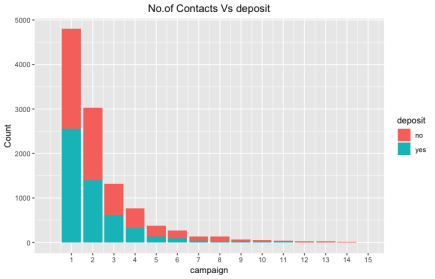 No.of Contacts Vs deposit
5000
4000
3000
2000
1000
0
Count
1 2 3 4 5 6 7 8 9 10 11 12 13 14 15
campaign
deposit
no
yes